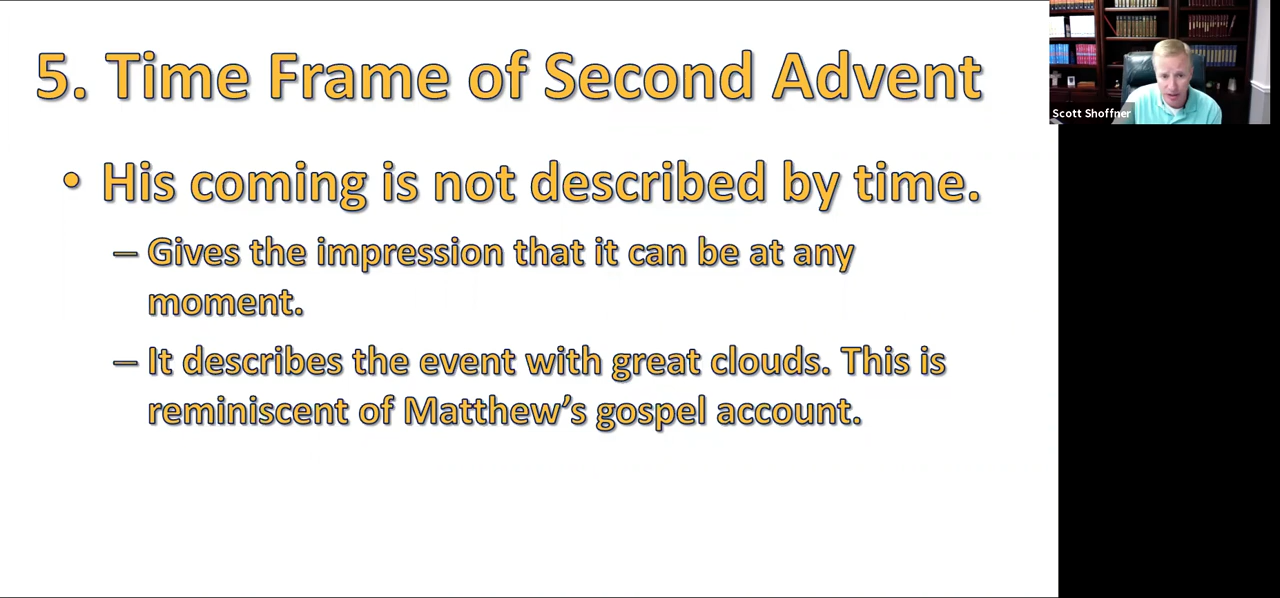 5. Time Frame of Second Advent
• His coming is not described by time.
– Gives the impression that it can be at any
moment.
– It describes the event with great clouds. This is
reminiscent of Matthew's gospel account.
Scott Shoffner